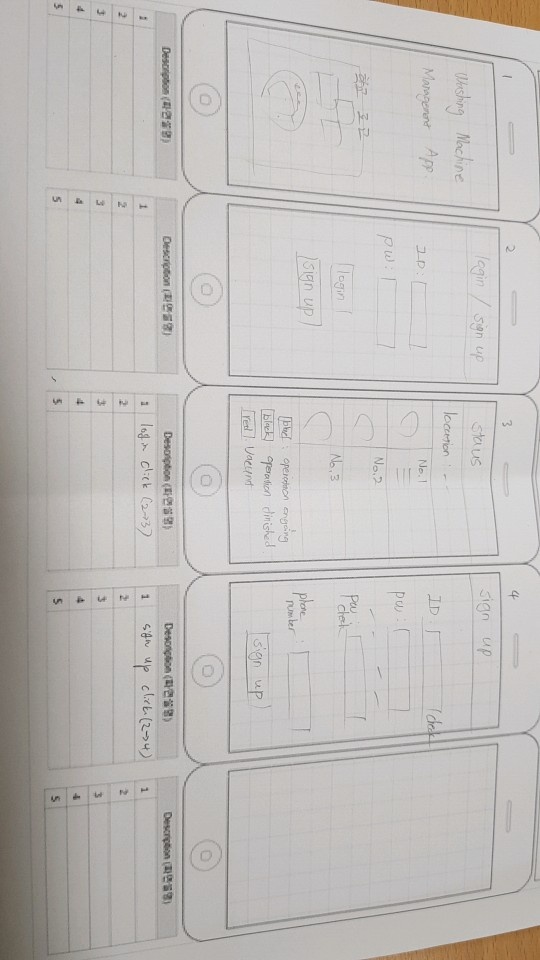 1
Washing Machine
Management App.
2
login / sign up
ID:
PW:
login
sign up
3
status
location : -
No.1
No.2
No.3
blue : operation ongoing
black operation finished
red Vacant
4
sign up
ID: check
PW:
PW
check
phone
number:
sign up
Description (화면설명)
1
2
3
4
5
Description (화면설명)
1
2
3
4
5
Description (화면설명)
1 login click (2→3)
2
3
4
5
Description (화면설명)
1 sign up click (2→4)
2
3
4
5
Description (화면설명)
1
2
3
4
5